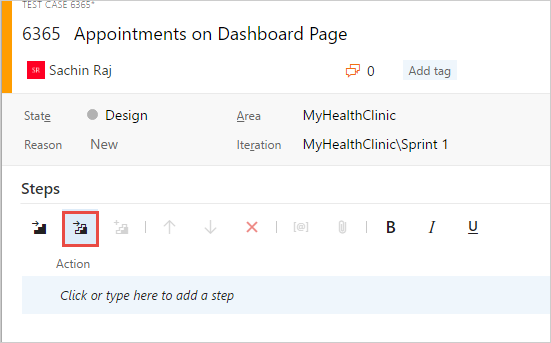 TEST CASE 6365*
6365 Appointments on Dashboard Page
SR Sachin Raj 0 Add tag
State Design Area MyHealthClinic
Reason New Iteration MyHealthClinic\Sprint 1
Steps
[@] B I U
Action
Click or type here to add a step